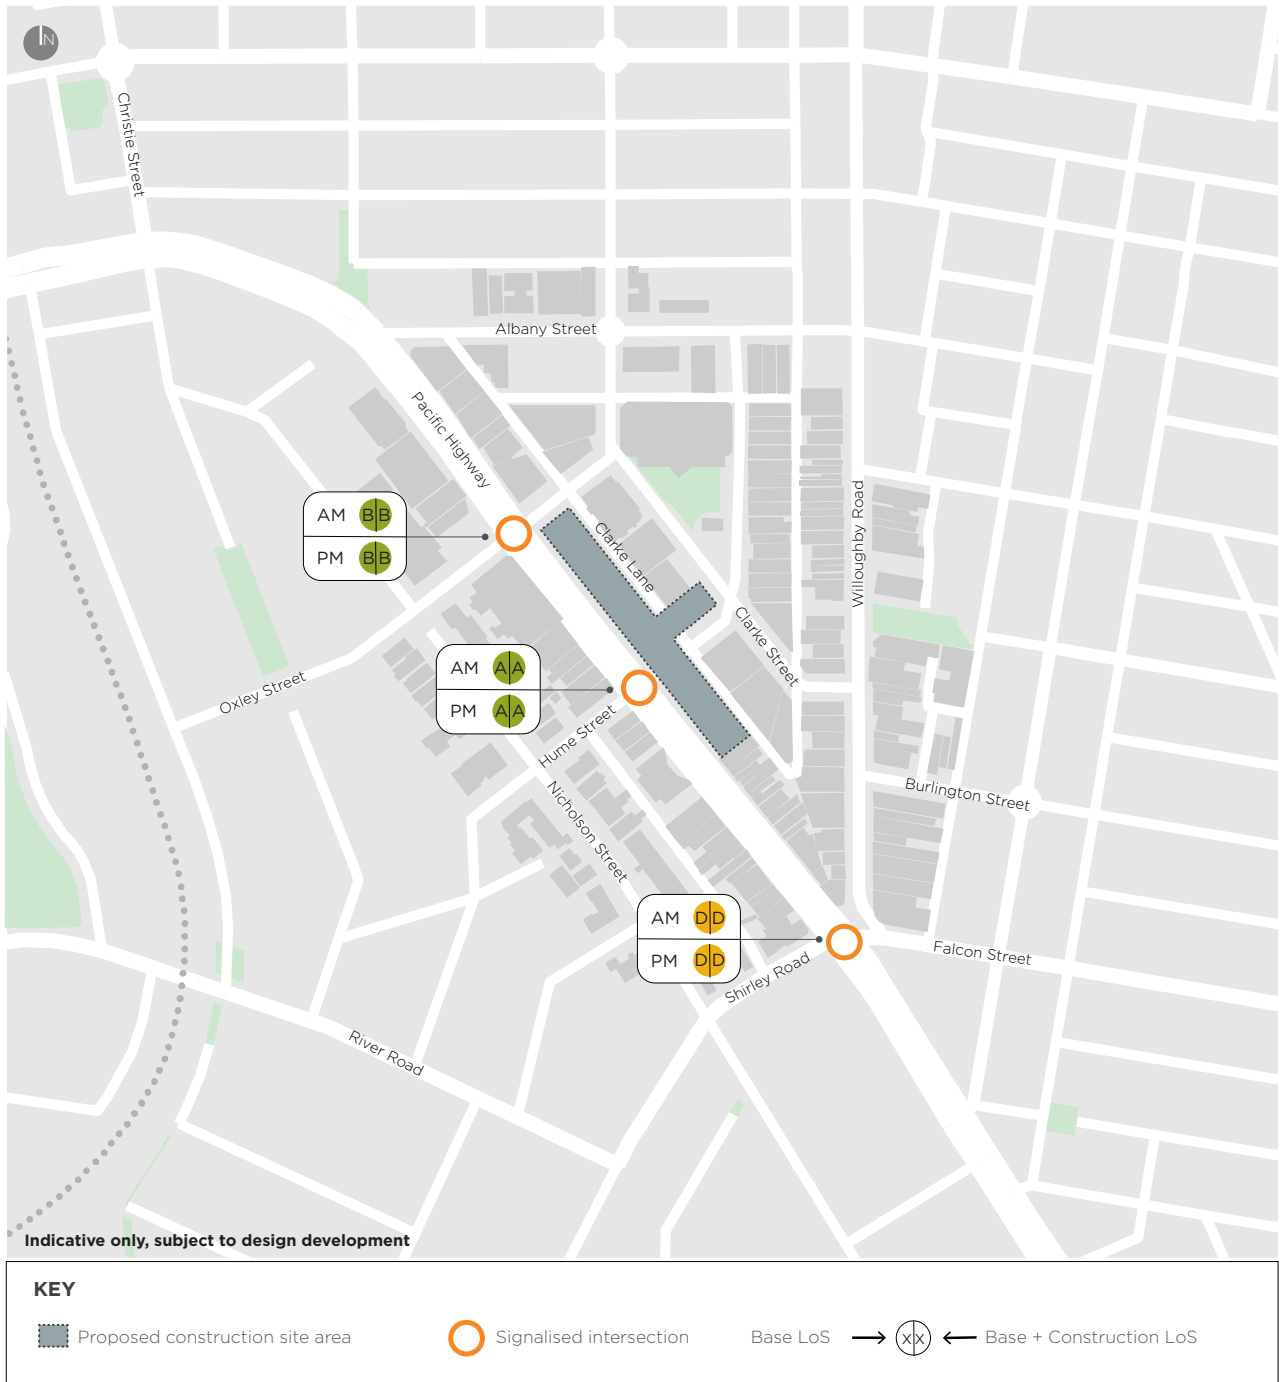 N
Christie Street
Albany Street
Pacific Highway
AM B B
PM B B
Clarke Lane
Willoughby Road
Clarke Street
AM A A
PM A A
Oxley Street
Hume Street
Nicholson Street
Burlington Street
AM D D
PM D D
Falcon Street
Shirley Road
River Road
Indicative only, subject to design development
KEY
Proposed construction site area
Signalised intersection
Base LoS
x x
Base + Construction LoS